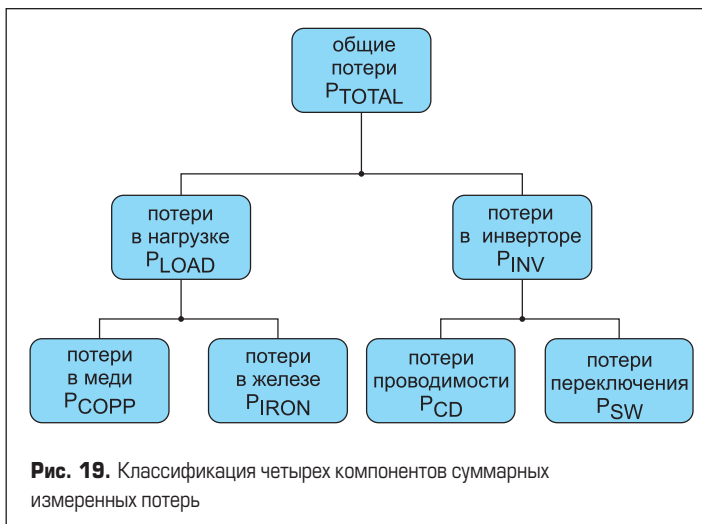 общие
потери
PTOTAL
потери
в нагрузке
PLOAD
потери
в инверторе
PINV
потери
в меди
PCOPP
потери
в железе
PIRON
потери
проводимости
PCD
потери
переключения
PSW
Рис. 19. Классификация четырех компонентов суммарных
измеренных потерь